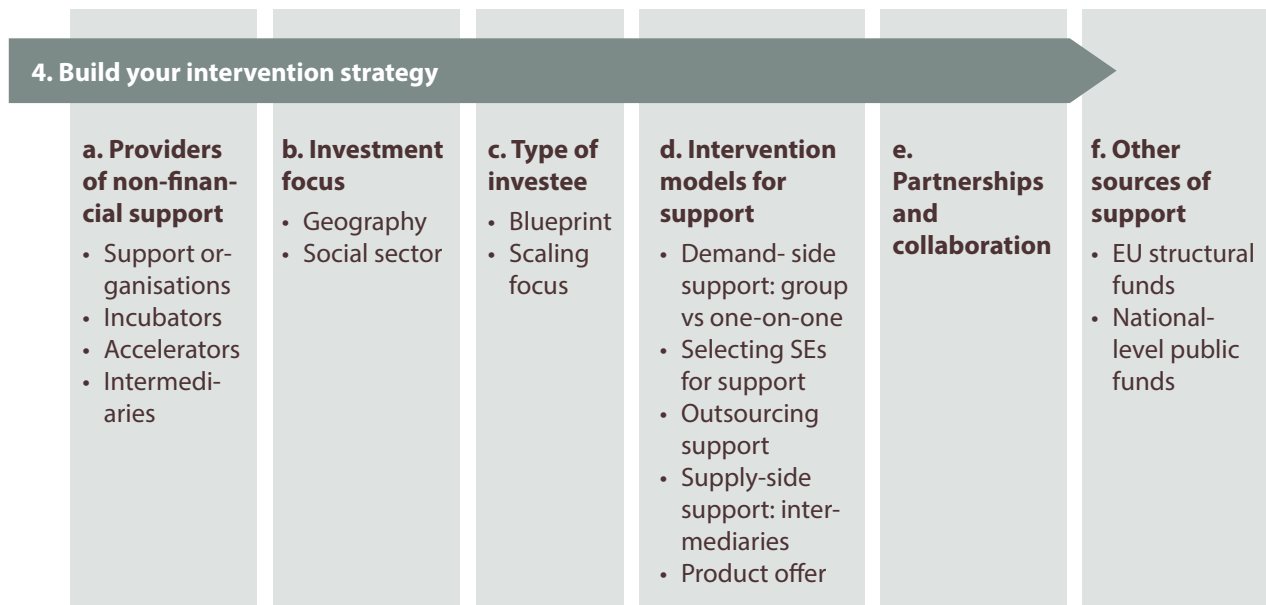 4. Build your intervention strategy
a. Providers
of non-finan-
cial support
• Support or-
ganisations
• Incubators
• Accelerators
• Intermedi-
aries
b. Investment
focus
• Geography
• Social sector
c. Type of
investee
• Blueprint
• Scaling
focus
d. Intervention
models for
support
• Demand- side
support: group
vs one-on-one
• Selecting SEs
for support
• Outsourcing
support
• Supply-side
support: inter-
mediaries
• Product offer
e.
Partnerships
and
collaboration
f. Other
sources of
support
• EU structural
funds
• National-
level public
funds